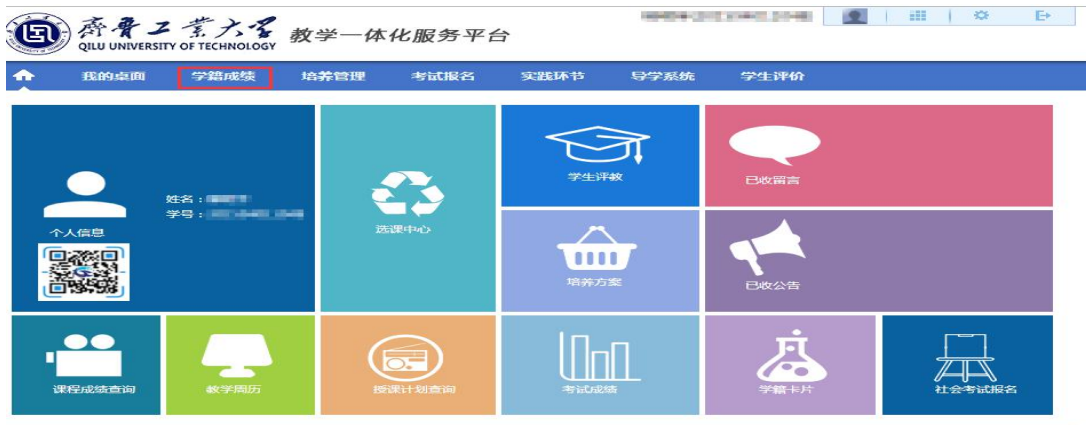 齐鲁工业大学
QILU UNIVERSITY OF TECHNOLOGY
教学一体化服务平台
我的桌面 学籍成绩 培养管理 考试报名 实践环节 导学系统 学生评价
姓名：
学号：
个人信息
选课中心
学生评教
已收留言
培养方案
已收公告
课程成绩查询
教学周历
授课计划查询
考试成绩
学籍卡片
社会考试报名